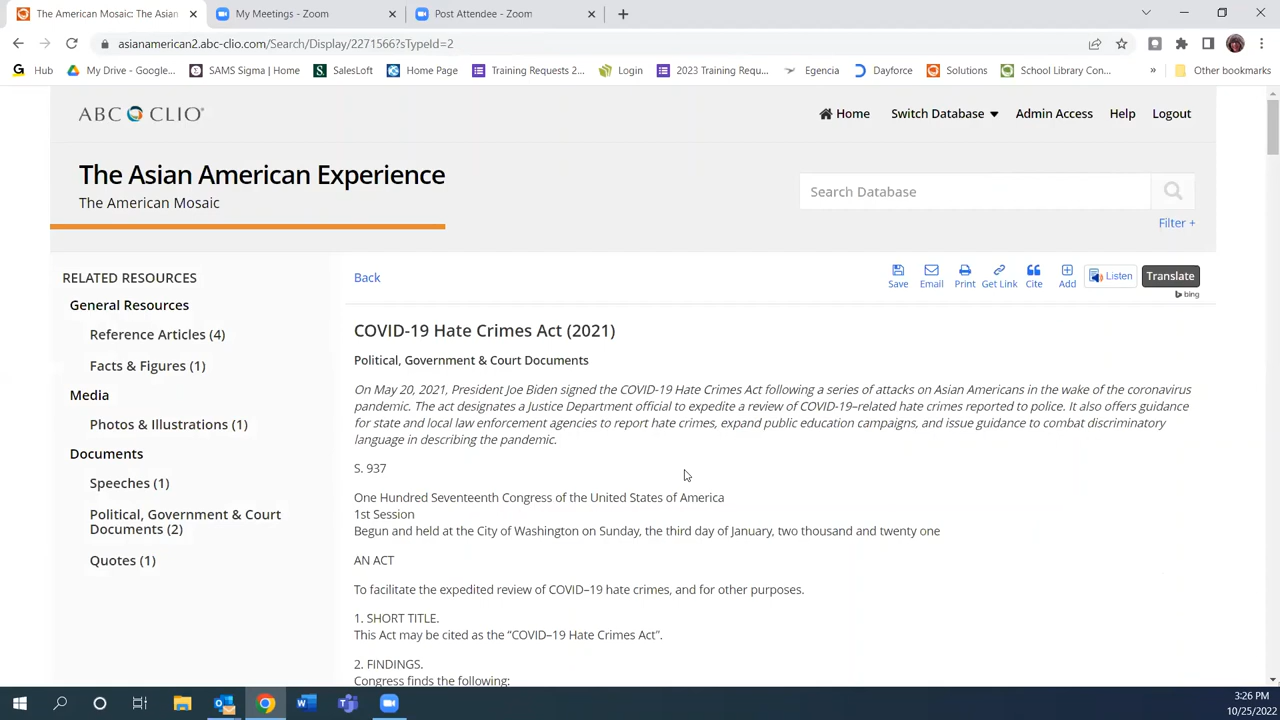 The American Mosaic: The Asian
My Meetings - Zoom
Post Attendee - Zoom
asianamerican2.abc-clio.com/Search/Display/2271566?sTypeId=2
Hub
My Drive - Google...
SAMS Sigma | Home
SalesLoft
Home Page
Training Requests 2...
Login
2023 Training Requ...
Egencia
Dayforce
Solutions
School Library Con...
»
Other bookmarks
ABC CLIO
Home
Switch Database
Admin Access
Help
Logout
The Asian American Experience
The American Mosaic
Search Database
Filter +
RELATED RESOURCES
General Resources
Reference Articles (4)
Facts & Figures (1)
Media
Photos & Illustrations (1)
Documents
Speeches (1)
Political, Government & Court
Documents (2)
Quotes (1)
Back
Save
Email
Print
Get Link
Cite
Add
Listen
Translate
bing
COVID-19 Hate Crimes Act (2021)
Political, Government & Court Documents
On May 20, 2021, President Joe Biden signed the COVID-19 Hate Crimes Act following a series of attacks on Asian Americans in the wake of the coronavirus
pandemic. The act designates a Justice Department official to expedite a review of COVID-19–related hate crimes reported to police. It also offers guidance
for state and local law enforcement agencies to report hate crimes, expand public education campaigns, and issue guidance to combat discriminatory
language in describing the pandemic.
S. 937
One Hundred Seventeenth Congress of the United States of America
1st Session
Begun and held at the City of Washington on Sunday, the third day of January, two thousand and twenty one
AN ACT
To facilitate the expedited review of COVID–19 hate crimes, and for other purposes.
1. SHORT TITLE.
This Act may be cited as the “COVID–19 Hate Crimes Act”.
2. FINDINGS.
Congress finds the following:
3:26 PM
10/25/2022